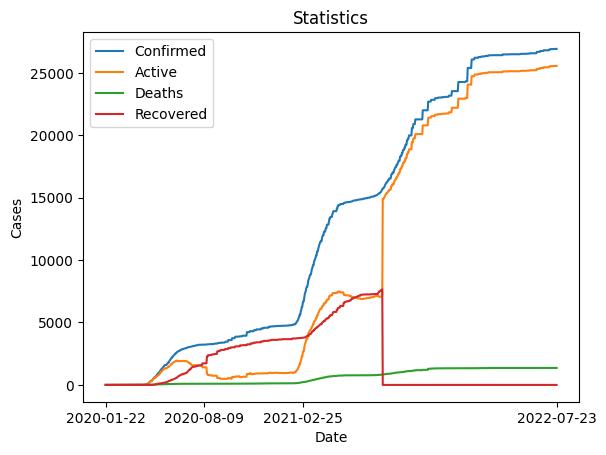 Statistics
Confirmed
Active
Deaths
Recovered
25000
20000
15000
10000
5000
0
Cases
2020-01-22
2020-08-09
2021-02-25
2022-07-23
Date